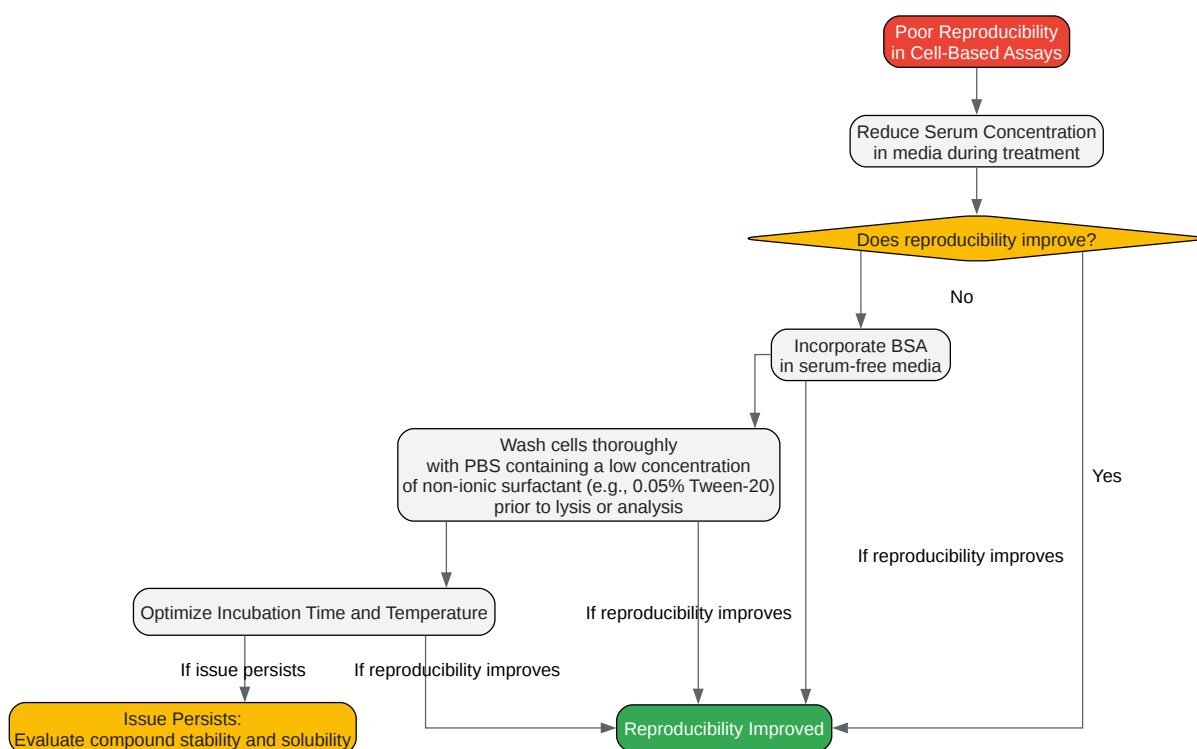 Poor Reproducibility
in Cell-Based Assays
Reduce Serum Concentration
in media during treatment
Does reproducibility improve?
No
Incorporate BSA
in serum-free media
Wash cells thoroughly
with PBS containing a low concentration
of non-ionic surfactant (e.g., 0.05% Tween-20)
prior to lysis or analysis
Yes
If reproducibility improves
Optimize Incubation Time and Temperature
If reproducibility improves
If issue persists
If reproducibility improves
Issue Persists:
Evaluate compound stability and solubility
Reproducibility Improved